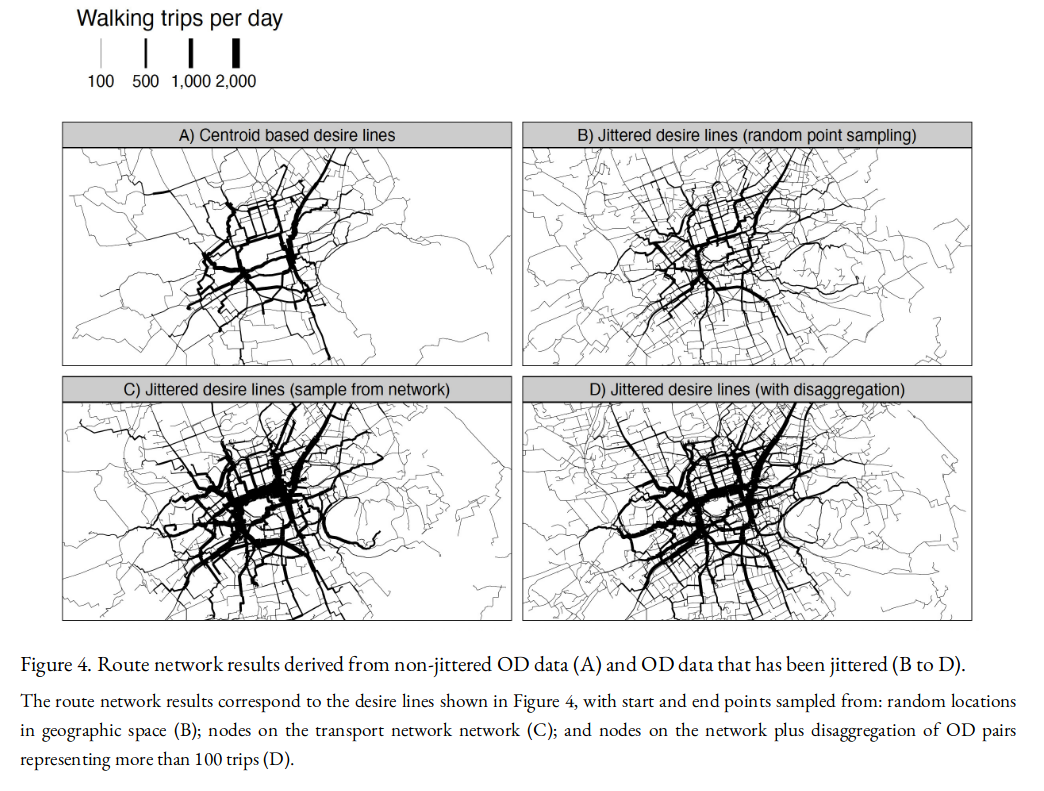 Walking trips per day
100 500 1,000 2,000
A) Centroid based desire lines
B) Jittered desire lines (random point sampling)
C) Jittered desire lines (sample from network)
D) Jittered desire lines (with disaggregation)
Figure 4. Route network results derived from non-jittered OD data (A) and OD data that has been jittered (B to D).
The route network results correspond to the desire lines shown in Figure 4, with start and end points sampled from: random locations
in geographic space (B); nodes on the transport network network (C); and nodes on the network plus disaggregation of OD pairs
representing more than 100 trips (D).